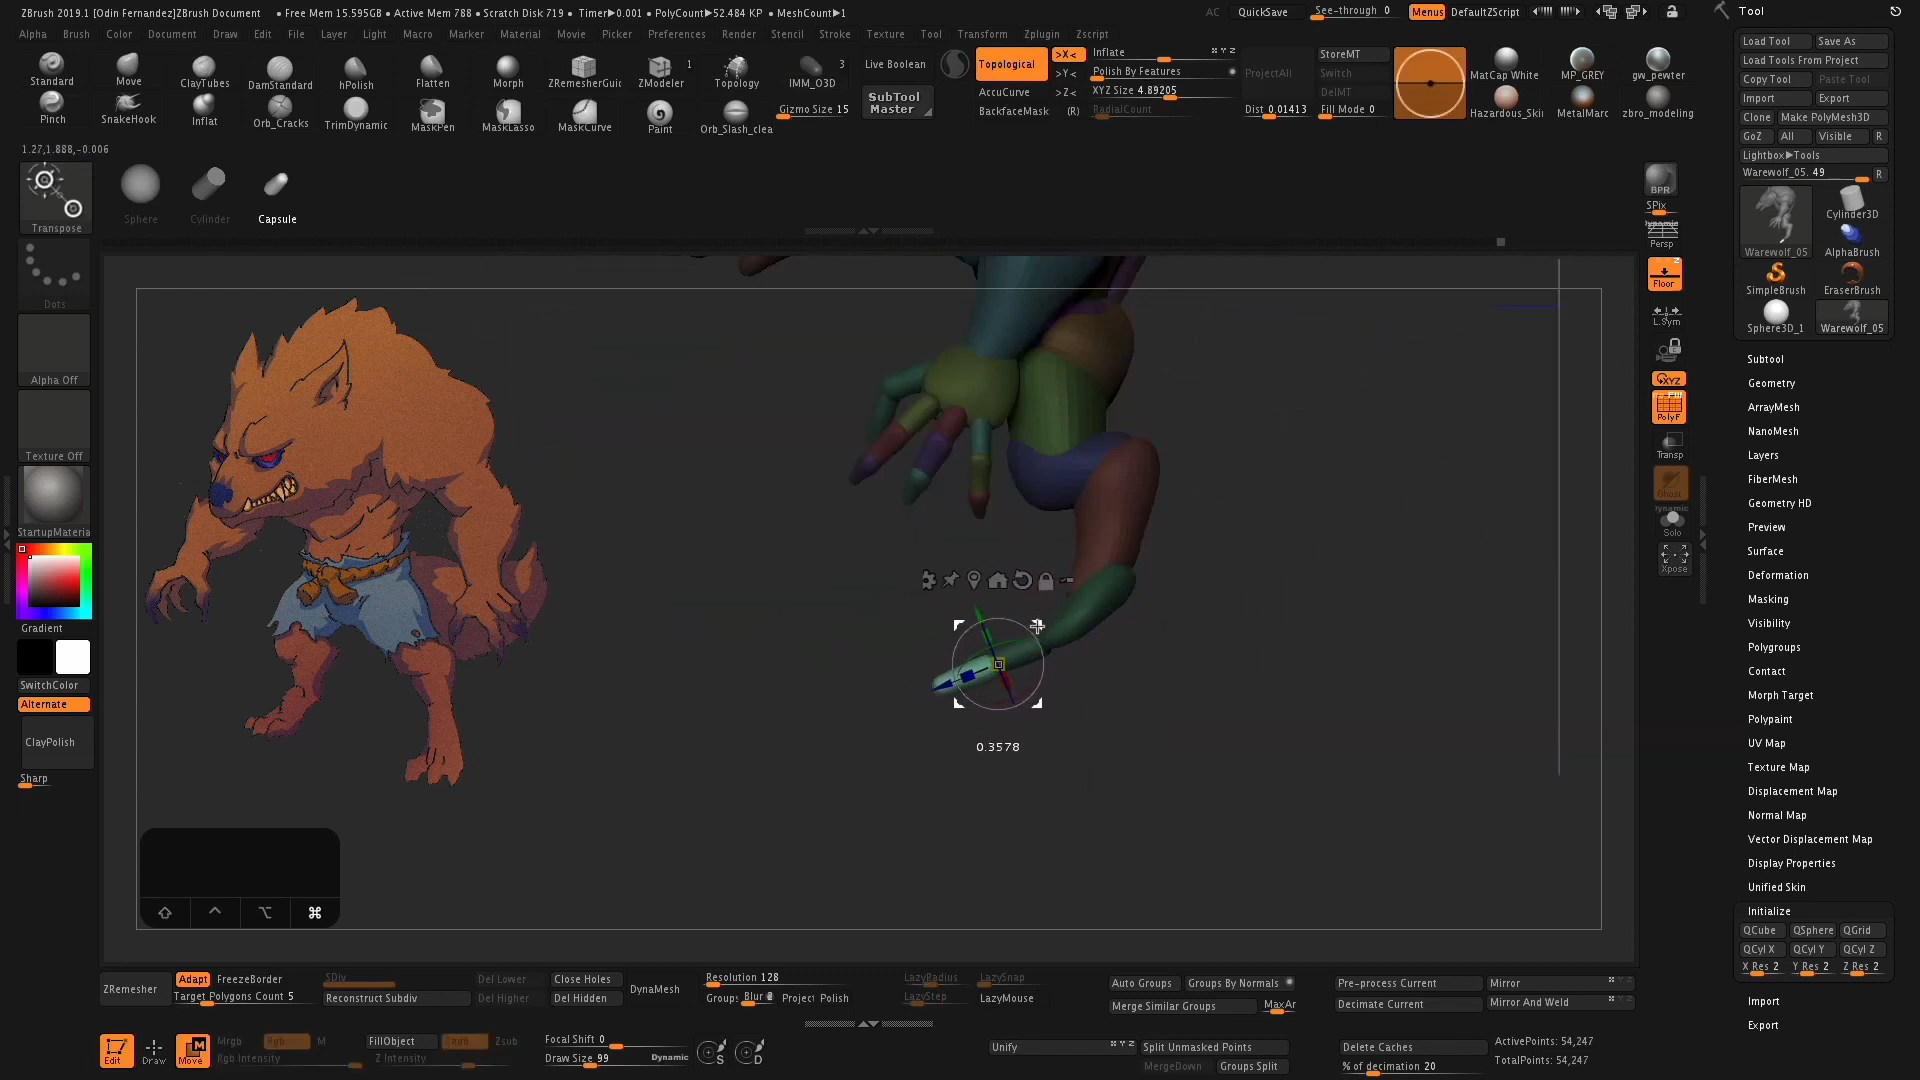 ZBrush 2019.1 [Odin Fernandez]ZBrush Document
• Free Mem 15.595GB • Active Mem 788 • Scratch Disk 719 • Timer▶0.001 • PolyCount▶52.484 KP • MeshCount▶1
AC QuickSave See-through 0 Menus DefaultZScript
Alpha Brush Color Document Draw Edit File Layer Light Macro Marker Material Movie Picker Preferences Render Stencil Stroke Texture Tool Transform Zplugin Zscript
Standard Move ClayTubes DamStandard hPolish Flatten Morph ZRemesherGuid ZModeler 1 Topology IMM_O3D 3
Pinch SnakeHook Inflat Orb_Cracks TrimDynamic MaskPen MaskLasso MaskCurve Paint Orb_Slash_clea
Live Boolean
SubTool
Master
Gizmo Size 15
Topological
AccuCurve
BackfaceMask
>X<
>Y<
>Z<
(R)
Inflate
Polish By Features
XYZ Size 4.89205
RadialCount
ProjectAll
Dist 0.01413
StoreMT
Switch
DelMT
Fill Mode 0
MatCap White MP_GREY gw_pewter
Hazardous_Skin MetalMarc zbro_modeling
1.27,1.888,-0.006
Transpose
Sphere Cylinder Capsule
Dots
Alpha Off
Texture Off
StartupMateria
Gradient
SwitchColor
Alternate
ClayPolish
Sharp
0.3578
BPR
SPix
Dynamic
Persp
Floor
L.Sym
XYZ
Line Fill
PolyF
Transp
Ghost
Dynamic
Solo
Xpose
Tool
Load Tool Save As
Load Tools From Project
Copy Tool Paste Tool
Import Export
Clone Make PolyMesh3D
GoZ All Visible R
Lightbox▶Tools
Warewolf_05. 49 R
Warewolf_05 Cylinder3D
AlphaBrush
SimpleBrush EraserBrush
Sphere3D_1 Warewolf_05
Subtool
Geometry
ArrayMesh
NanoMesh
Layers
FiberMesh
Geometry HD
Preview
Surface
Deformation
Masking
Visibility
Polygroups
Contact
Morph Target
Polypaint
UV Map
Texture Map
Displacement Map
Normal Map
Vector Displacement Map
Display Properties
Unified Skin
Initialize
QCube QSphere QGrid
QCyl X QCyl Y QCyl Z
X Res 2 Y Res 2 Z Res 2
Import
Export
ZRemesher
Adapt FreezeBorder
Target Polygons Count 5
SDiv
Reconstruct Subdiv
Del Lower
Del Higher
Close Holes
Del Hidden
DynaMesh
Resolution 128
Groups Blur Project Polish
LazyRadius LazySnap
LazyStep LazyMouse
Auto Groups Groups By Normals
Merge Similar Groups MaxAr
Pre-process Current
Decimate Current
Mirror
Mirror And Weld
Edit Draw Move
Mrgb Rgb M
Rgb Intensity
FillObject Zadd Zsub
Z Intensity
Focal Shift 0
Draw Size 99 Dynamic
S D
Unify
Split Unmasked Points
MergeDown Groups Split
Delete Caches
% of decimation 20
ActivePoints: 54,247
TotalPoints: 54,247